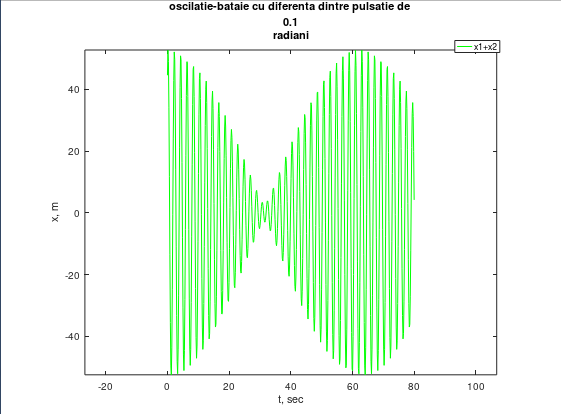 oscilatie-bataie cu diferenta dintre pulsatie de
0.1
radiani
x1+x2
40
20
0
-20
-40
x, m
-20
0
20
40
60
80
100
t, sec